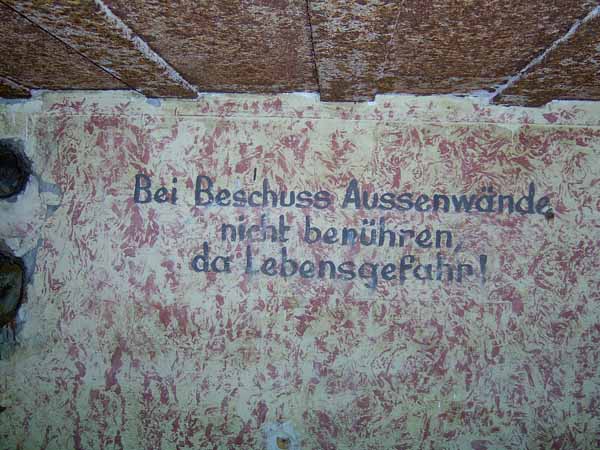 Bei Beschuss Aussenwände
nicht berühren,
da Lebensgefahr!